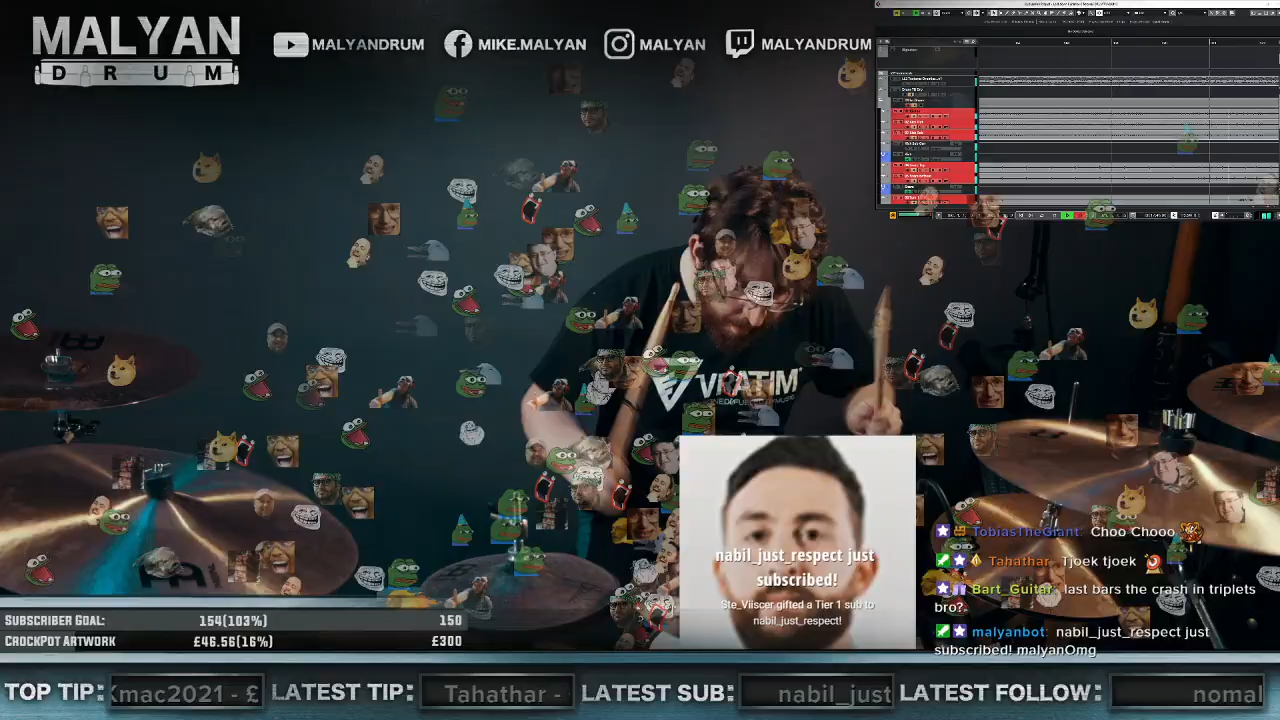 MALYAN
DRUM
MALYANDRUM
MIKE.MALYAN
MALYAN
MALYANDRUM
VRATIM
nabil_just_respect just
subscribed!
Ste_Viiscer gifted a Tier 1 sub to
nabil_just_respect!
TobiasTheGiant: Choo Chooo
Tahathar: Tjoek tjoek
Bart_Guitar: last bars the crash in triplets
bro?
malyanbot: nabil_just_respect just
subscribed! malyanOmg
SUBSCRIBER GOAL: 154(103%) 150
CROCKPOT ARTWORK £46.56(16%) £300
TOP TIP: Kmac2021 - £ LATEST TIP: Tahathar - LATEST SUB: nabil_just LATEST FOLLOW: nomal